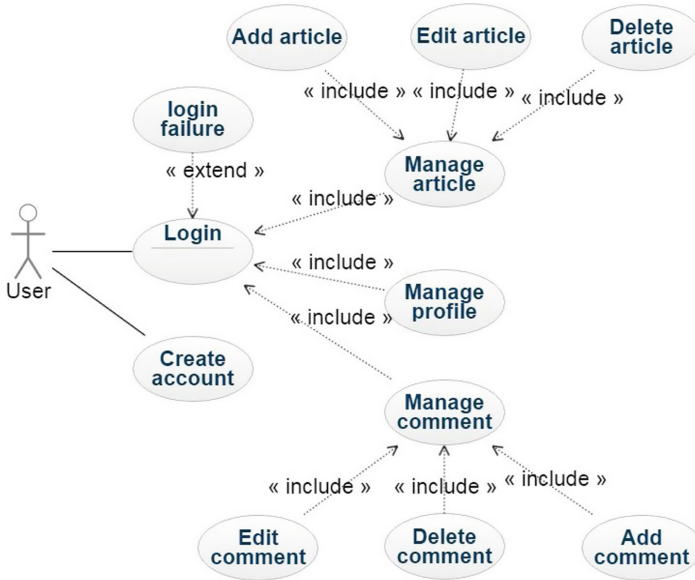 Add article
Edit article
Delete
article
« include »
« include »
« include »
login
failure
« extend »
Manage
article
« include »
Login
User
« include »
Manage
profile
« include »
Create
account
Manage
comment
« include »
« include »
« include »
Edit
comment
Delete
comment
Add
comment